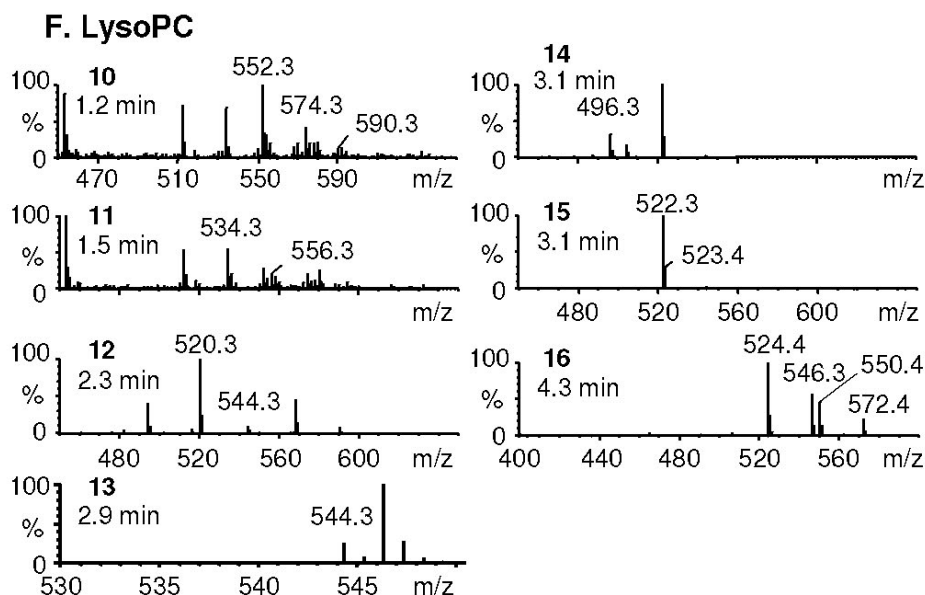 F. LysoPC
10
1.2 min
100
%
0
552.3
574.3
590.3
470 510 550 590 m/z
11
1.5 min
100
%
0
534.3
556.3
m/z
12
2.3 min
100
%
0
520.3
544.3
480 520 560 600 m/z
13
2.9 min
100
%
0
544.3
530 535 540 545 m/z
14
3.1 min
100
%
0
496.3
m/z
15
3.1 min
100
%
0
522.3
523.4
480 520 560 600 m/z
16
4.3 min
100
%
0
524.4
546.3
550.4
572.4
400 440 480 520 560 m/z